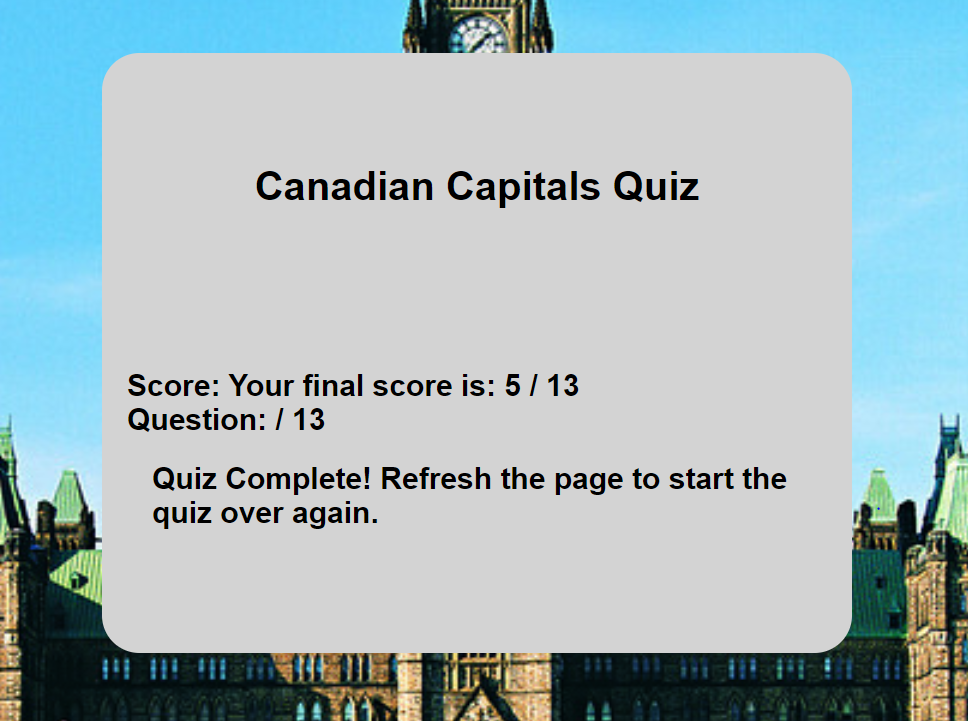 Canadian Capitals Quiz
Score: Your final score is: 5 / 13
Question: / 13
Quiz Complete! Refresh the page to start the
quiz over again.